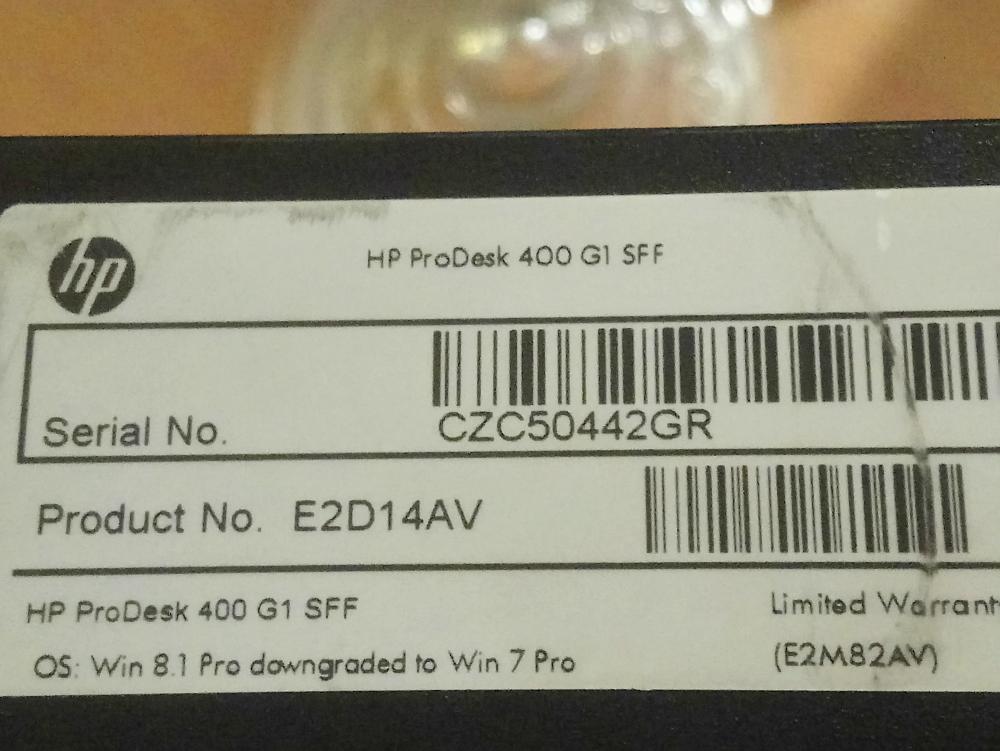 hp
HP ProDesk 400 G1 SFF
Serial No. CZC50442GR
Product No. E2D14AV
HP ProDesk 400 G1 SFF Limited Warrant
OS: Win 8.1 Pro downgraded to Win 7 Pro (E2M82AV)